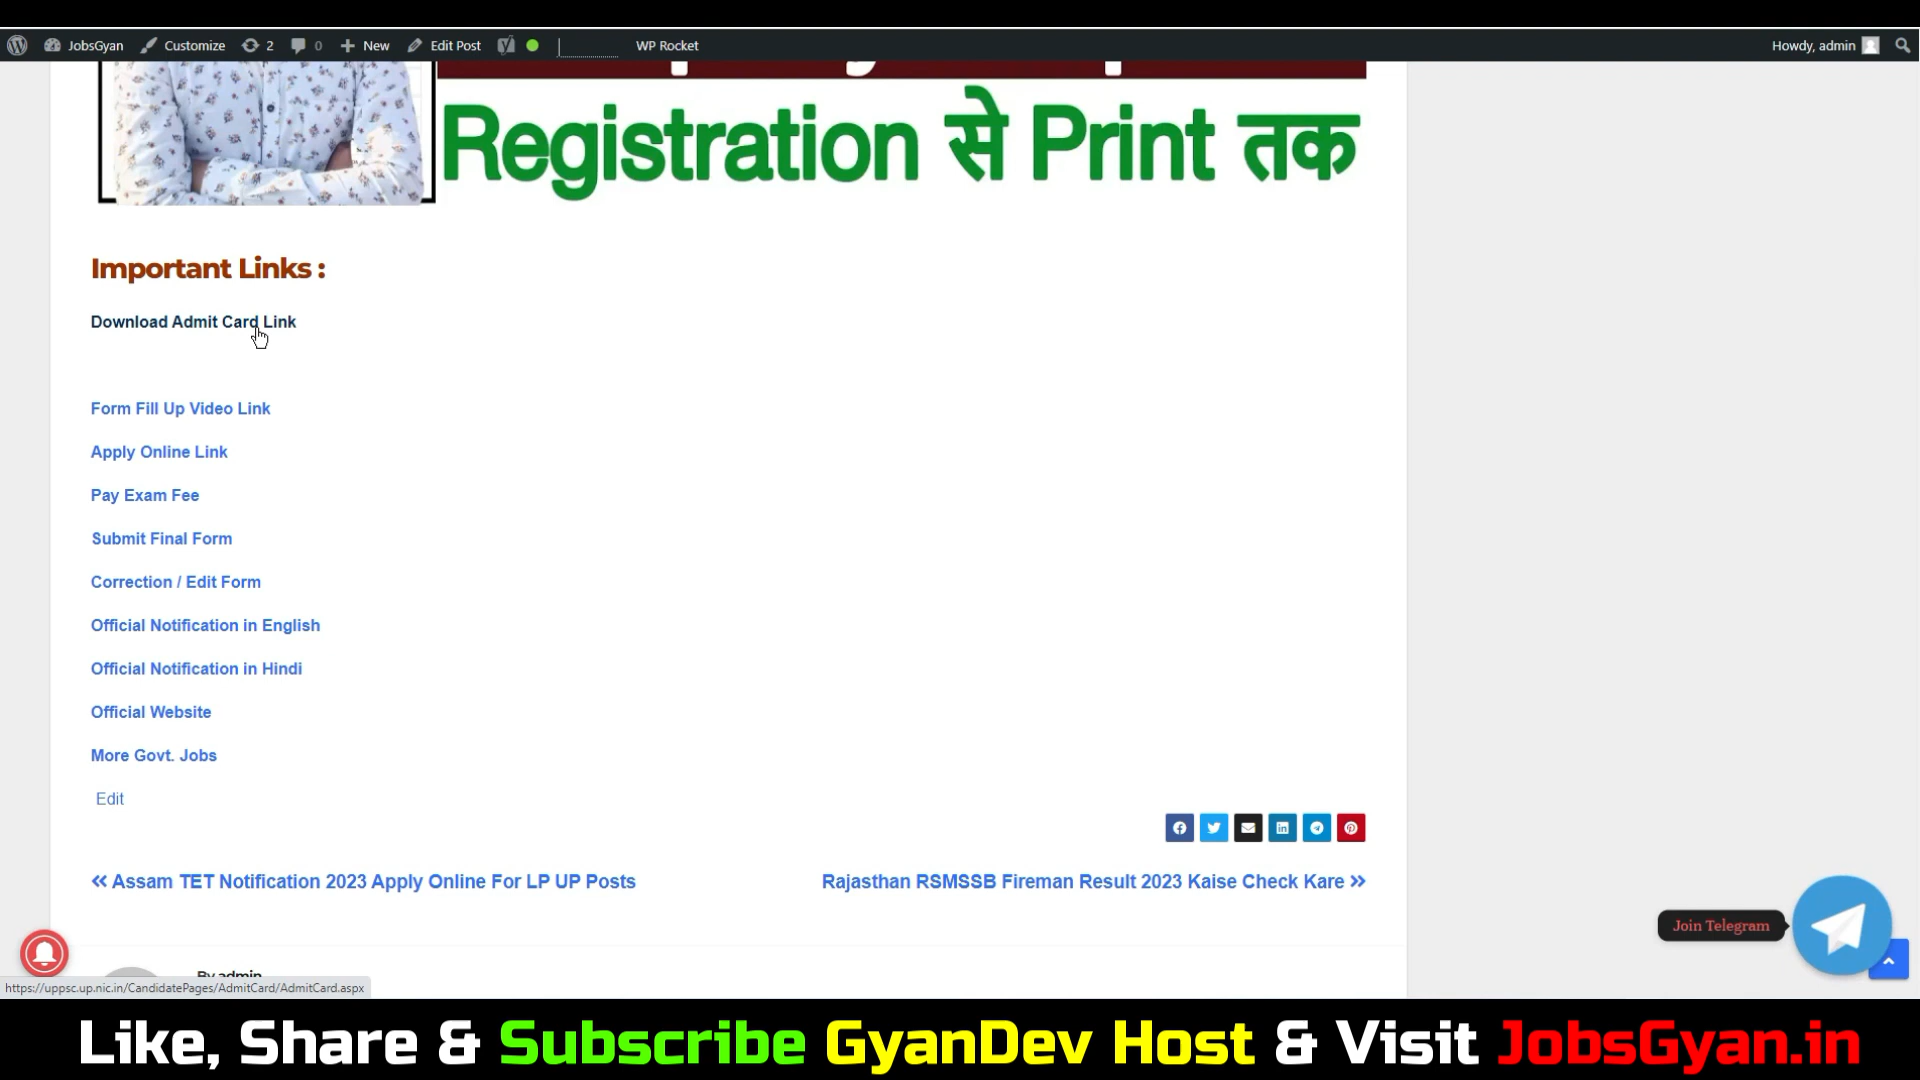 JobsGyan Customize 2 0 New Edit Post WP Rocket Howdy, admin
Registration से Print तक
Important Links :
Download Admit Card Link
Form Fill Up Video Link
Apply Online Link
Pay Exam Fee
Submit Final Form
Correction / Edit Form
Official Notification in English
Official Notification in Hindi
Official Website
More Govt. Jobs
Edit
« Assam TET Notification 2023 Apply Online For LP UP Posts
Rajasthan RSMSSB Fireman Result 2023 Kaise Check Kare »
Join Telegram
By admin
https://uppsc.up.nic.in/CandidatePages/AdmitCard/AdmitCard.aspx
Like, Share & Subscribe GyanDev Host & Visit JobsGyan.in